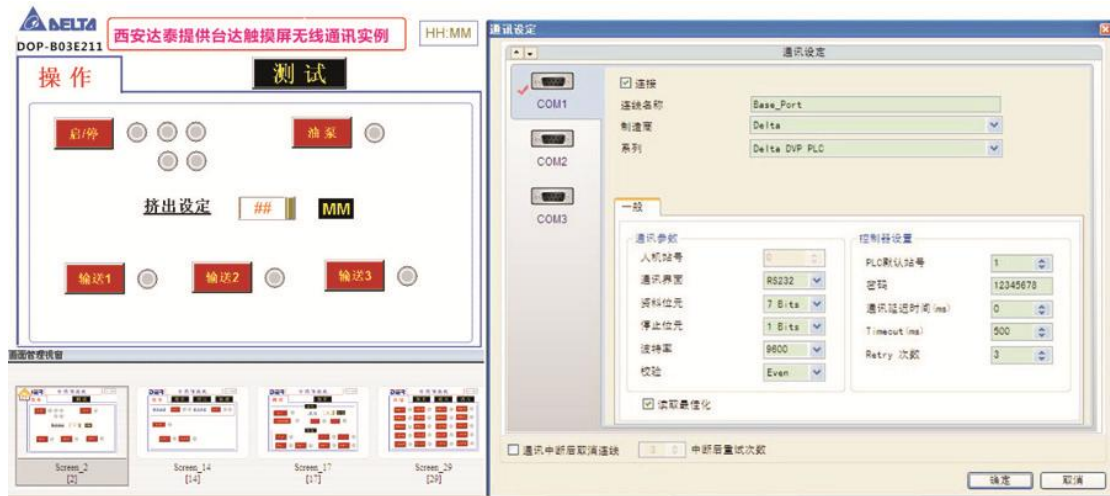 DELTA
DOP-B03E211
西安达泰提供台达触摸屏无线通讯实例
HH:MM
操作
测试
启/停
油泵
挤出设定
##
MM
输送1
输送2
输送3
画面管理视窗
Screen_2
[2]
Screen_14
[14]
Screen_17
[17]
Screen_29
[29]
通讯设定
通讯设定
COM1
COM2
COM3
连接
连线名称 Base_Port
制造商 Delta
系列 Delta DVP PLC
一般
通讯参数
人机站号 0
通讯界面 RS232
资料位元 7 Bits
停止位元 1 Bits
波特率 9600
校验 Even
读取最佳化
控制器设置
PLC默认站号 1
密码 12345678
通讯延迟时间(ms) 0
Timeout(ms) 500
Retry 次数 3
通讯中断后取消连线 3 中断后重试次数
确定 取消